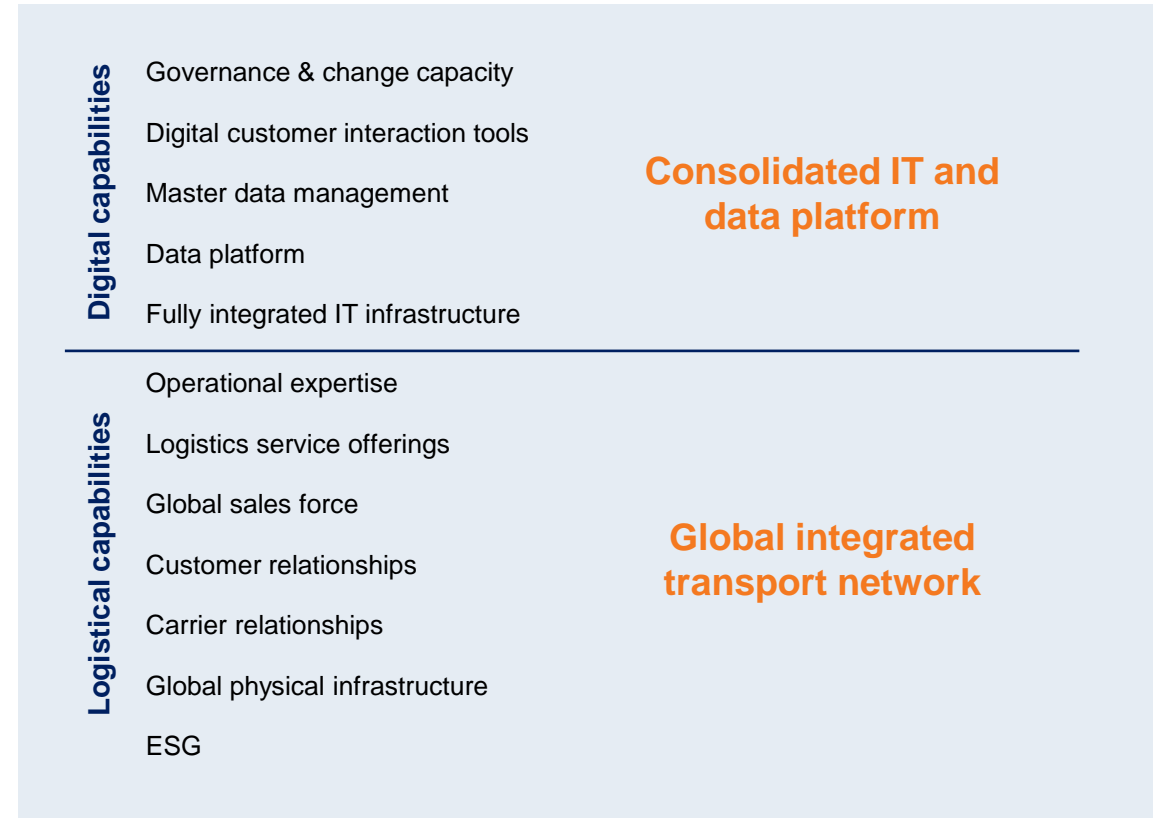 Digital capabilities
Governance & change capacity
Digital customer interaction tools
Master data management
Data platform
Fully integrated IT infrastructure
Consolidated IT and
data platform
Logistical capabilities
Operational expertise
Logistics service offerings
Global sales force
Customer relationships
Carrier relationships
Global physical infrastructure
ESG
Global integrated
transport network